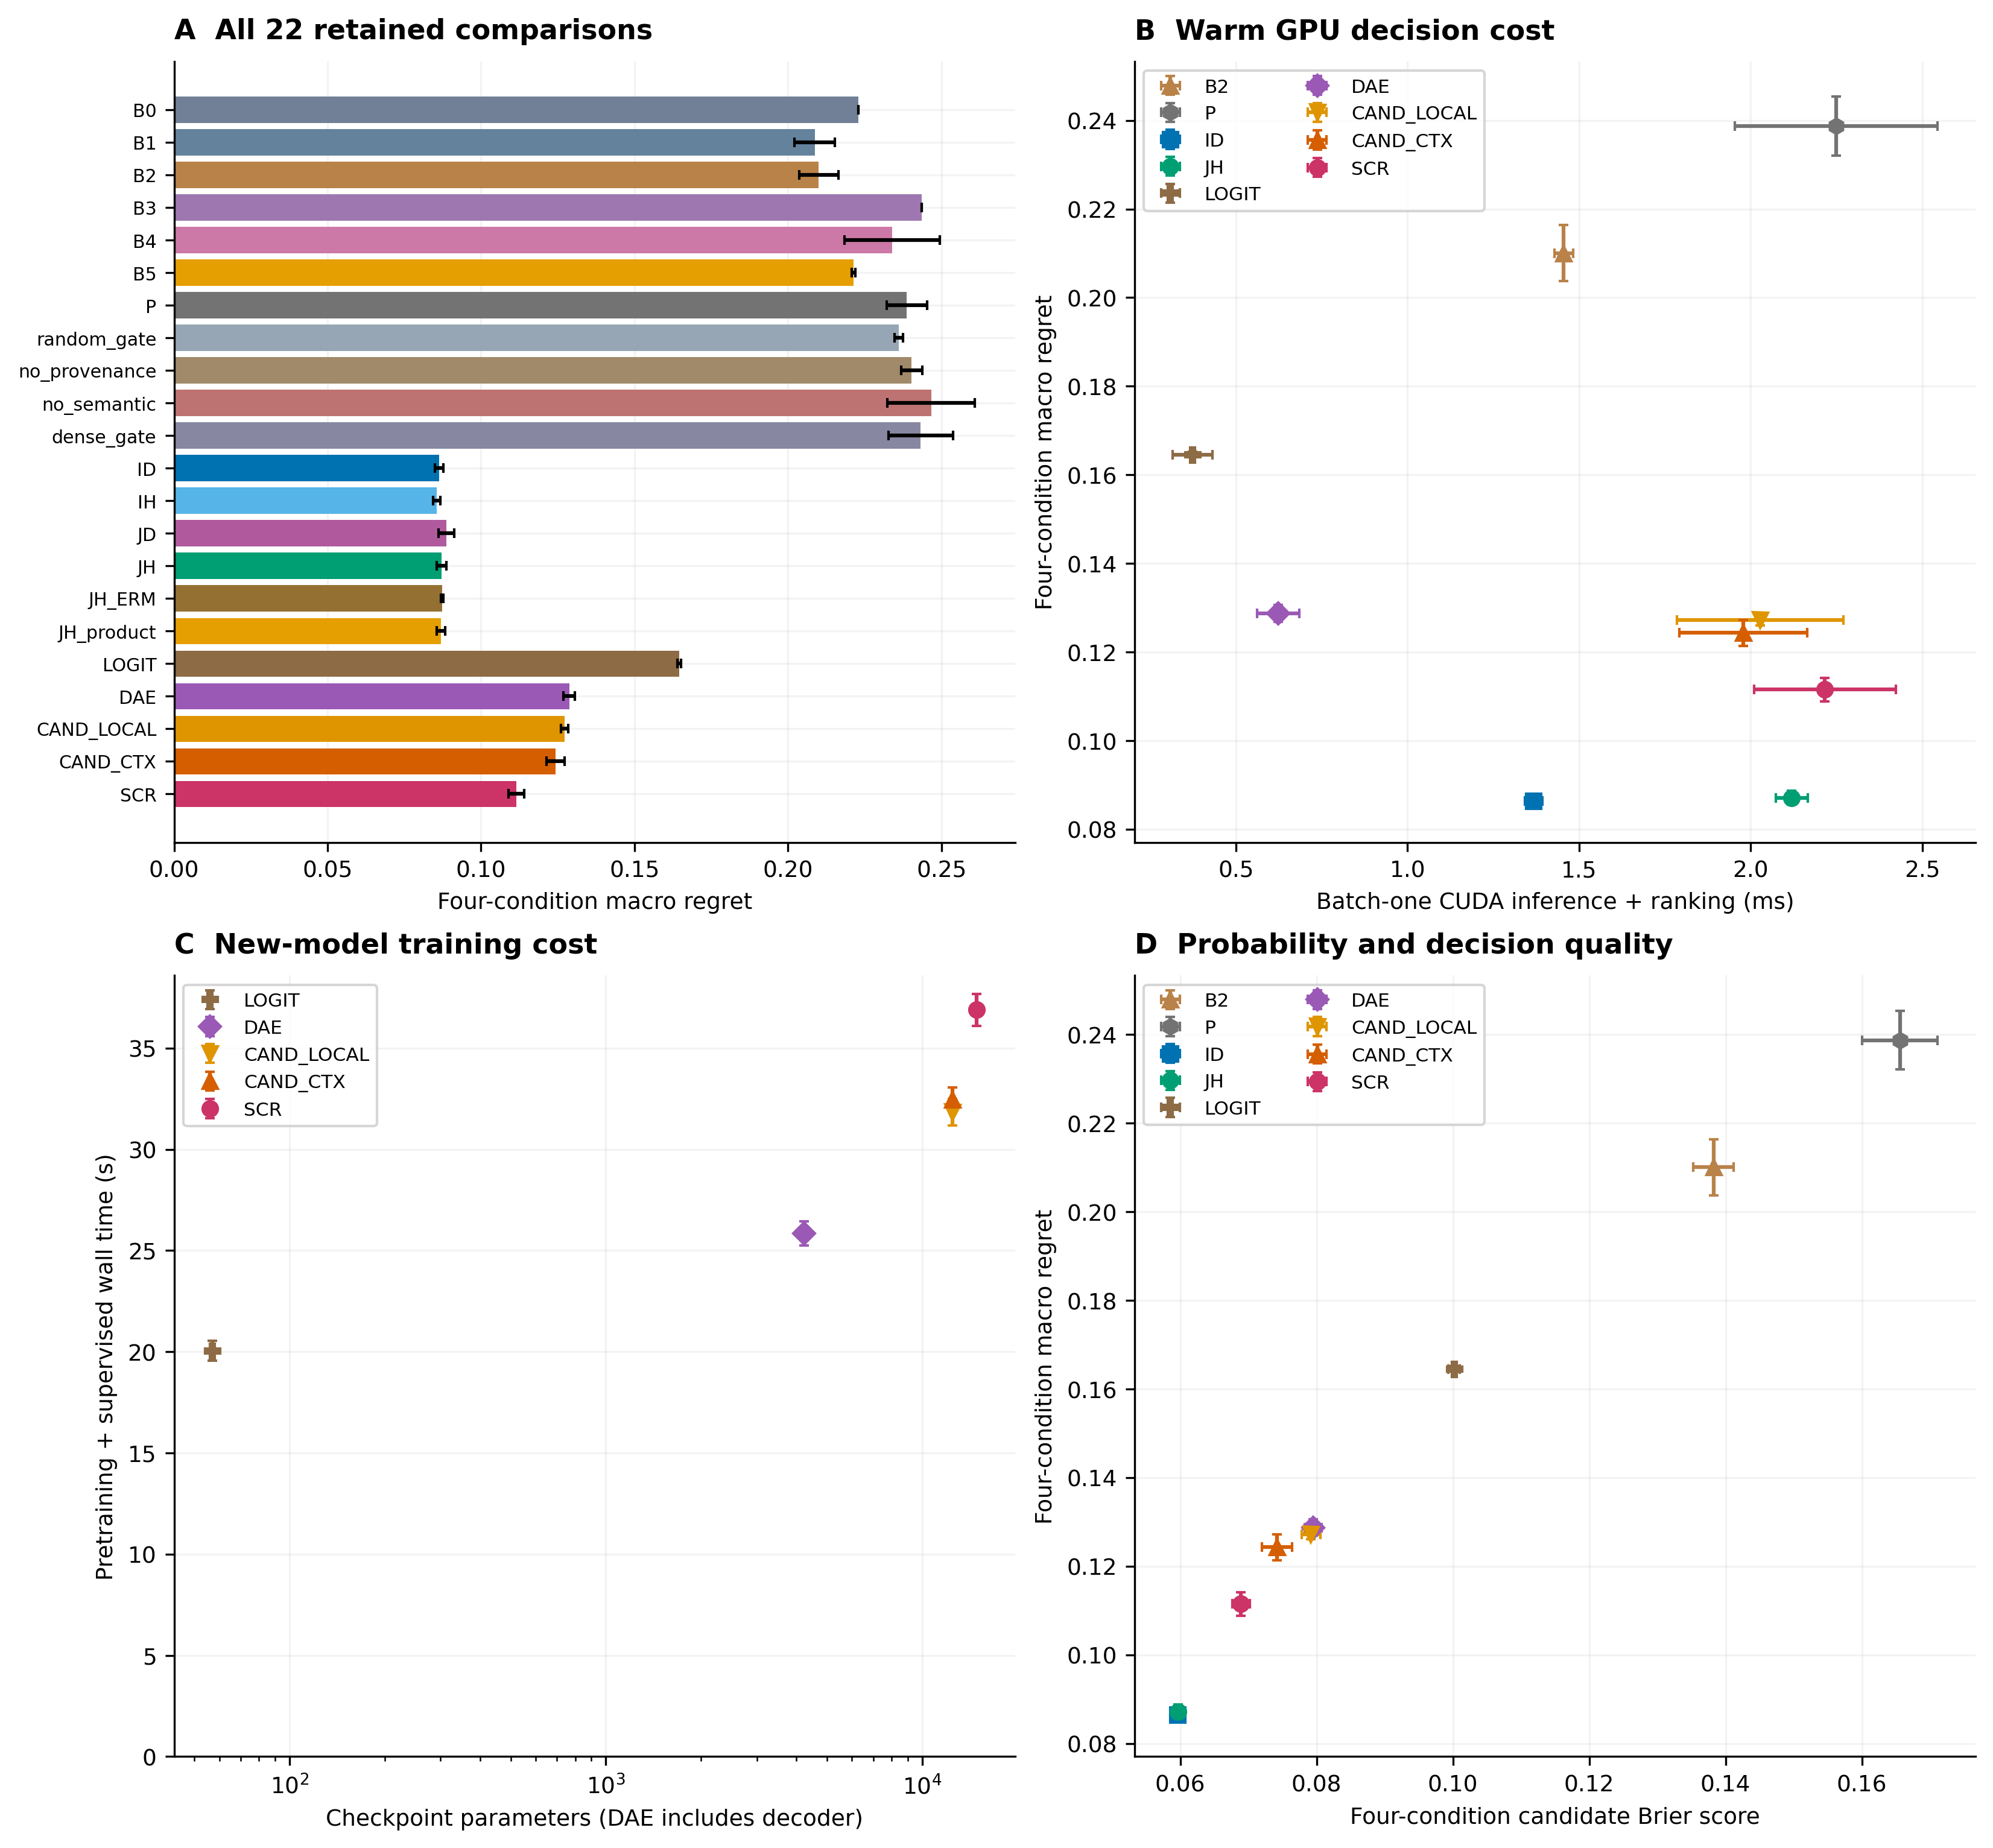 A All 22 retained comparisons
B0
B1
B2
B3
B4
B5
P
random_gate
no_provenance
no_semantic
dense_gate
ID
IH
JD
JH
JH_ERM
JH_product
LOGIT
DAE
CAND_LOCAL
CAND_CTX
SCR
0.00 0.05 0.10 0.15 0.20 0.25
Four-condition macro regret
B Warm GPU decision cost
B2
P
ID
JH
LOGIT
DAE
CAND_LOCAL
CAND_CTX
SCR
Four-condition macro regret
0.24
0.22
0.20
0.18
0.16
0.14
0.12
0.10
0.08
0.5 1.0 1.5 2.0 2.5
Batch-one CUDA inference + ranking (ms)
C New-model training cost
LOGIT
DAE
CAND_LOCAL
CAND_CTX
SCR
Pretraining + supervised wall time (s)
35
30
25
20
15
10
5
0
10² 10³ 10⁴
Checkpoint parameters (DAE includes decoder)
D Probability and decision quality
B2
P
ID
JH
LOGIT
DAE
CAND_LOCAL
CAND_CTX
SCR
Four-condition macro regret
0.24
0.22
0.20
0.18
0.16
0.14
0.12
0.10
0.08
0.06 0.08 0.10 0.12 0.14 0.16
Four-condition candidate Brier score